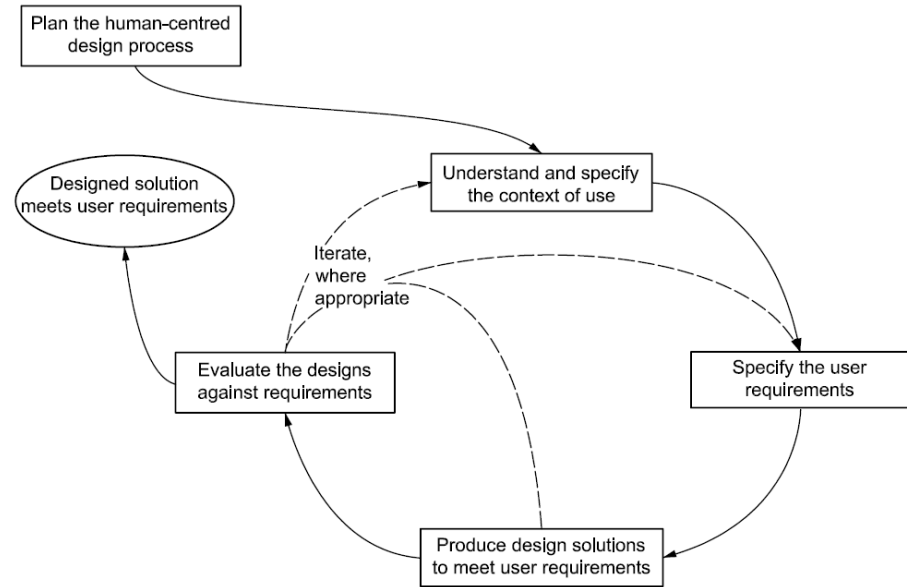 Plan the human-centred
design process
Understand and specify
the context of use
Designed solution
meets user requirements
Iterate,
where
appropriate
Evaluate the designs
against requirements
Specify the user
requirements
Produce design solutions
to meet user requirements